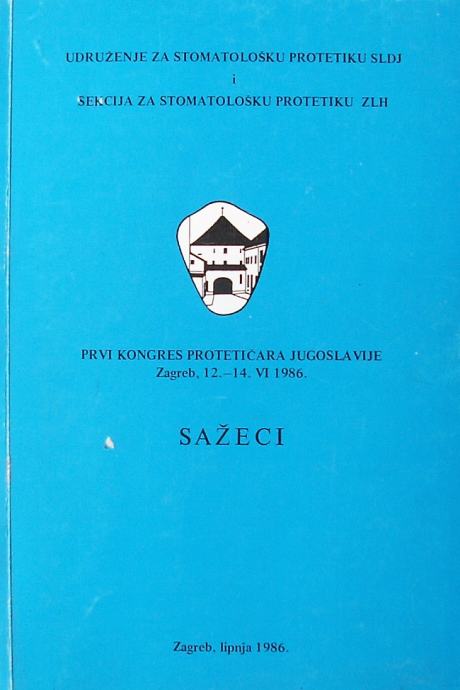 UDRUŽENJE ZA STOMATOLOŠKU PROTETIKU SLDJ
i
SEKCIJA ZA STOMATOLOŠKU PROTETIKU ZLH
PRVI KONGRES PROTETIČARA JUGOSLAVIJE
Zagreb, 12.–14. VI 1986.
SAŽECI
Zagreb, lipnja 1986.